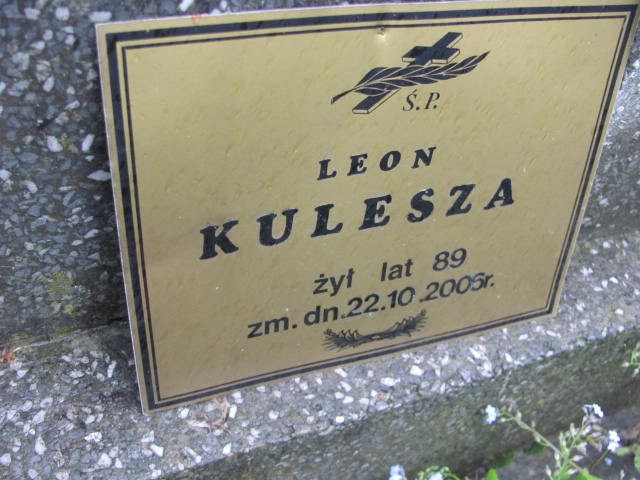 Ś.P.
LEON
KULESZA
żył lat 89
zm. dn.22.10.2006r.